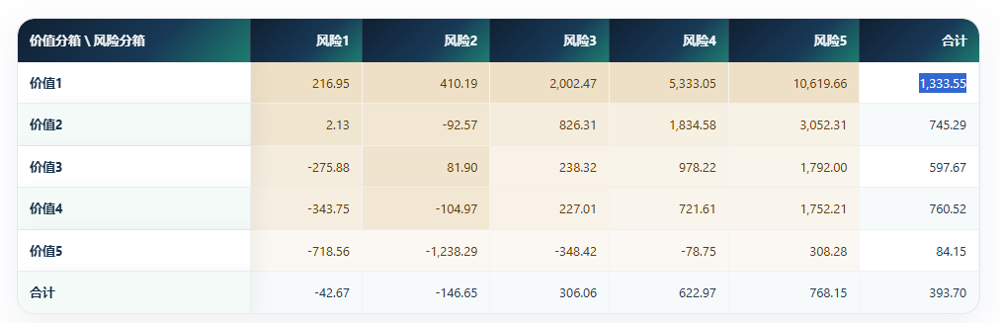 价值分箱 \ 风险分箱 风险1 风险2 风险3 风险4 风险5 合计
价值1 216.95 410.19 2,002.47 5,333.05 10,619.66 1,333.55
价值2 2.13 -92.57 826.31 1,834.58 3,052.31 745.29
价值3 -275.88 81.90 238.32 978.22 1,792.00 597.67
价值4 -343.75 -104.97 227.01 721.61 1,752.21 760.52
价值5 -718.56 -1,238.29 -348.42 -78.75 308.28 84.15
合计 -42.67 -146.65 306.06 622.97 768.15 393.70